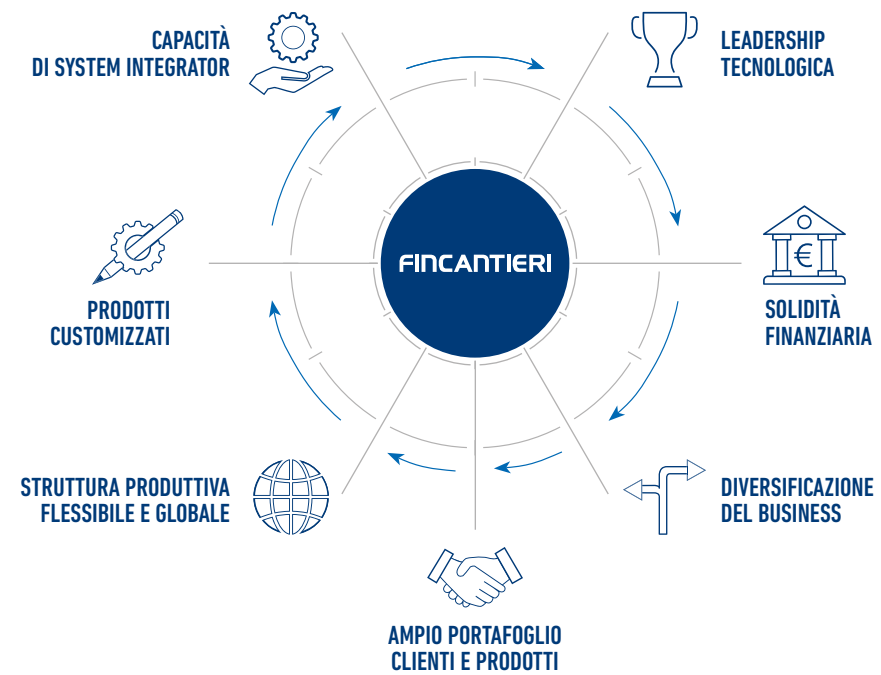 CAPACITÀ
DI SYSTEM INTEGRATOR
LEADERSHIP
TECNOLOGICA
FINCANTIERI
€
PRODOTTI
CUSTOMIZZATI
SOLIDITÀ
FINANZIARIA
STRUTTURA PRODUTTIVA
FLESSIBILE E GLOBALE
DIVERSIFICAZIONE
DEL BUSINESS
AMPIO PORTAFOGLIO
CLIENTI E PRODOTTI